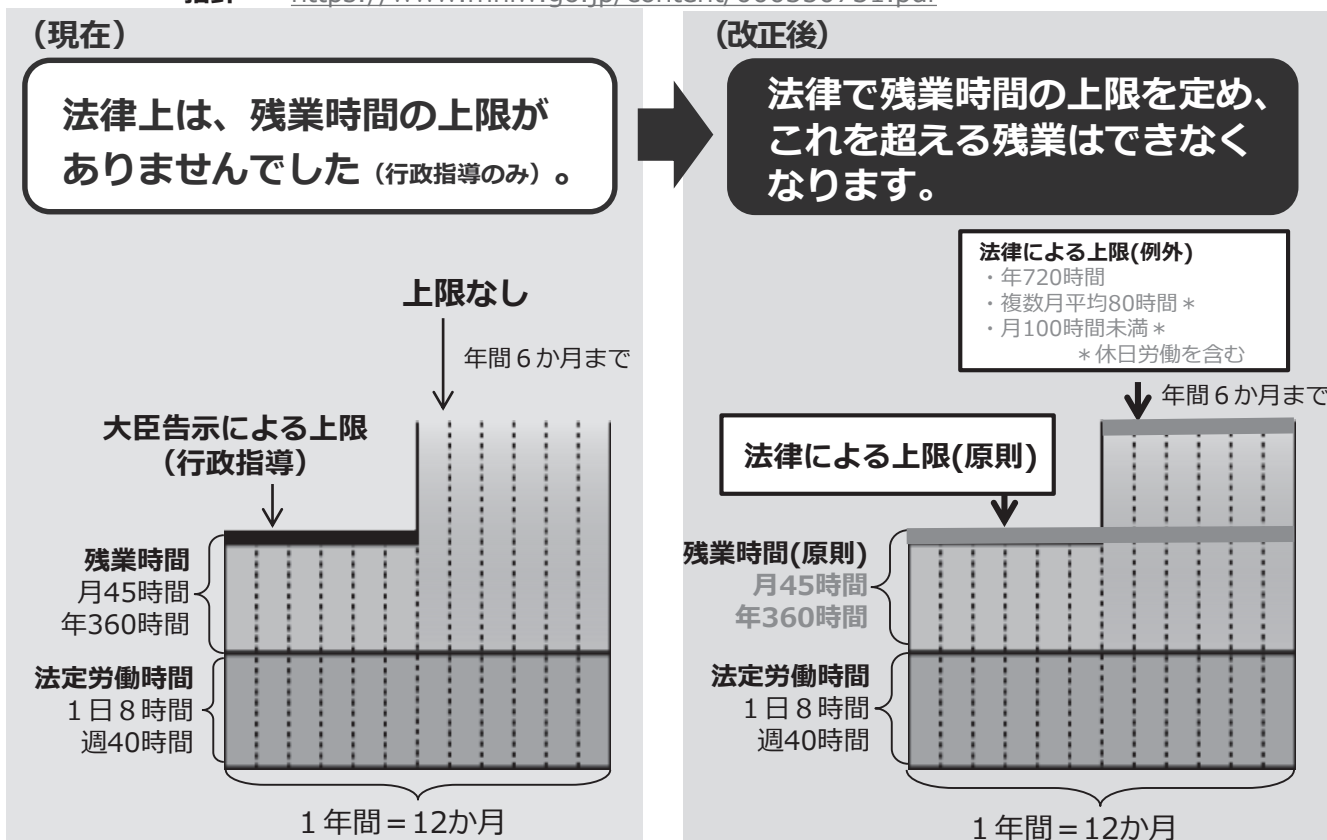 （現在）
法律上は、残業時間の上限が
ありませんでした（行政指導のみ）。
上限なし
年間６か月まで
大臣告示による上限
（行政指導）
残業時間
月45時間
年360時間
法定労働時間
１日８時間
週40時間
１年間＝12か月
（改正後）
法律で残業時間の上限を定め、
これを超える残業はできなく
なります。
法律による上限(例外)
・年720時間
・複数月平均80時間＊
・月100時間未満＊
＊休日労働を含む
年間６か月まで
法律による上限(原則)
残業時間(原則)
月45時間
年360時間
法定労働時間
１日８時間
週40時間
１年間＝12か月